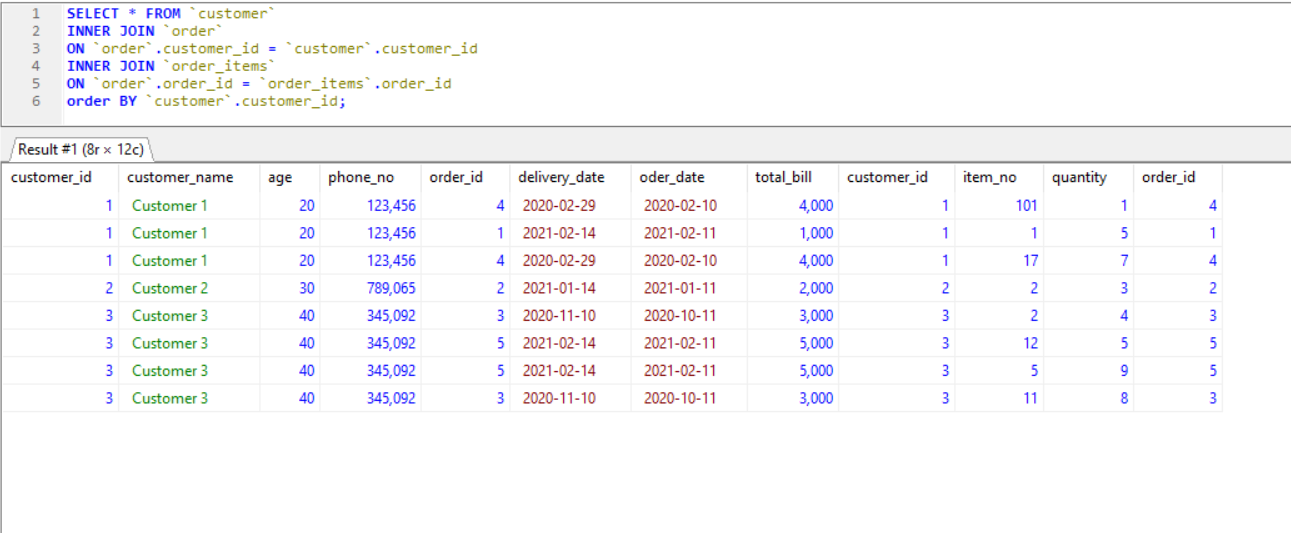 1 SELECT * FROM `customer`
2 INNER JOIN `order`
3 ON `order`.customer_id = `customer`.customer_id
4 INNER JOIN `order_items`
5 ON `order`.order_id = `order_items`.order_id
6 order BY `customer`.customer_id;
Result #1 (8r × 12c)
customer_id customer_name age phone_no order_id delivery_date oder_date total_bill customer_id item_no quantity order_id
1 Customer 1 20 123,456 4 2020-02-29 2020-02-10 4,000 1 101 1 4
1 Customer 1 20 123,456 1 2021-02-14 2021-02-11 1,000 1 1 5 1
1 Customer 1 20 123,456 4 2020-02-29 2020-02-10 4,000 1 17 7 4
2 Customer 2 30 789,065 2 2021-01-14 2021-01-11 2,000 2 2 3 2
3 Customer 3 40 345,092 3 2020-11-10 2020-10-11 3,000 3 2 4 3
3 Customer 3 40 345,092 5 2021-02-14 2021-02-11 5,000 3 12 5 5
3 Customer 3 40 345,092 5 2021-02-14 2021-02-11 5,000 3 5 9 5
3 Customer 3 40 345,092 3 2020-11-10 2020-10-11 3,000 3 11 8 3